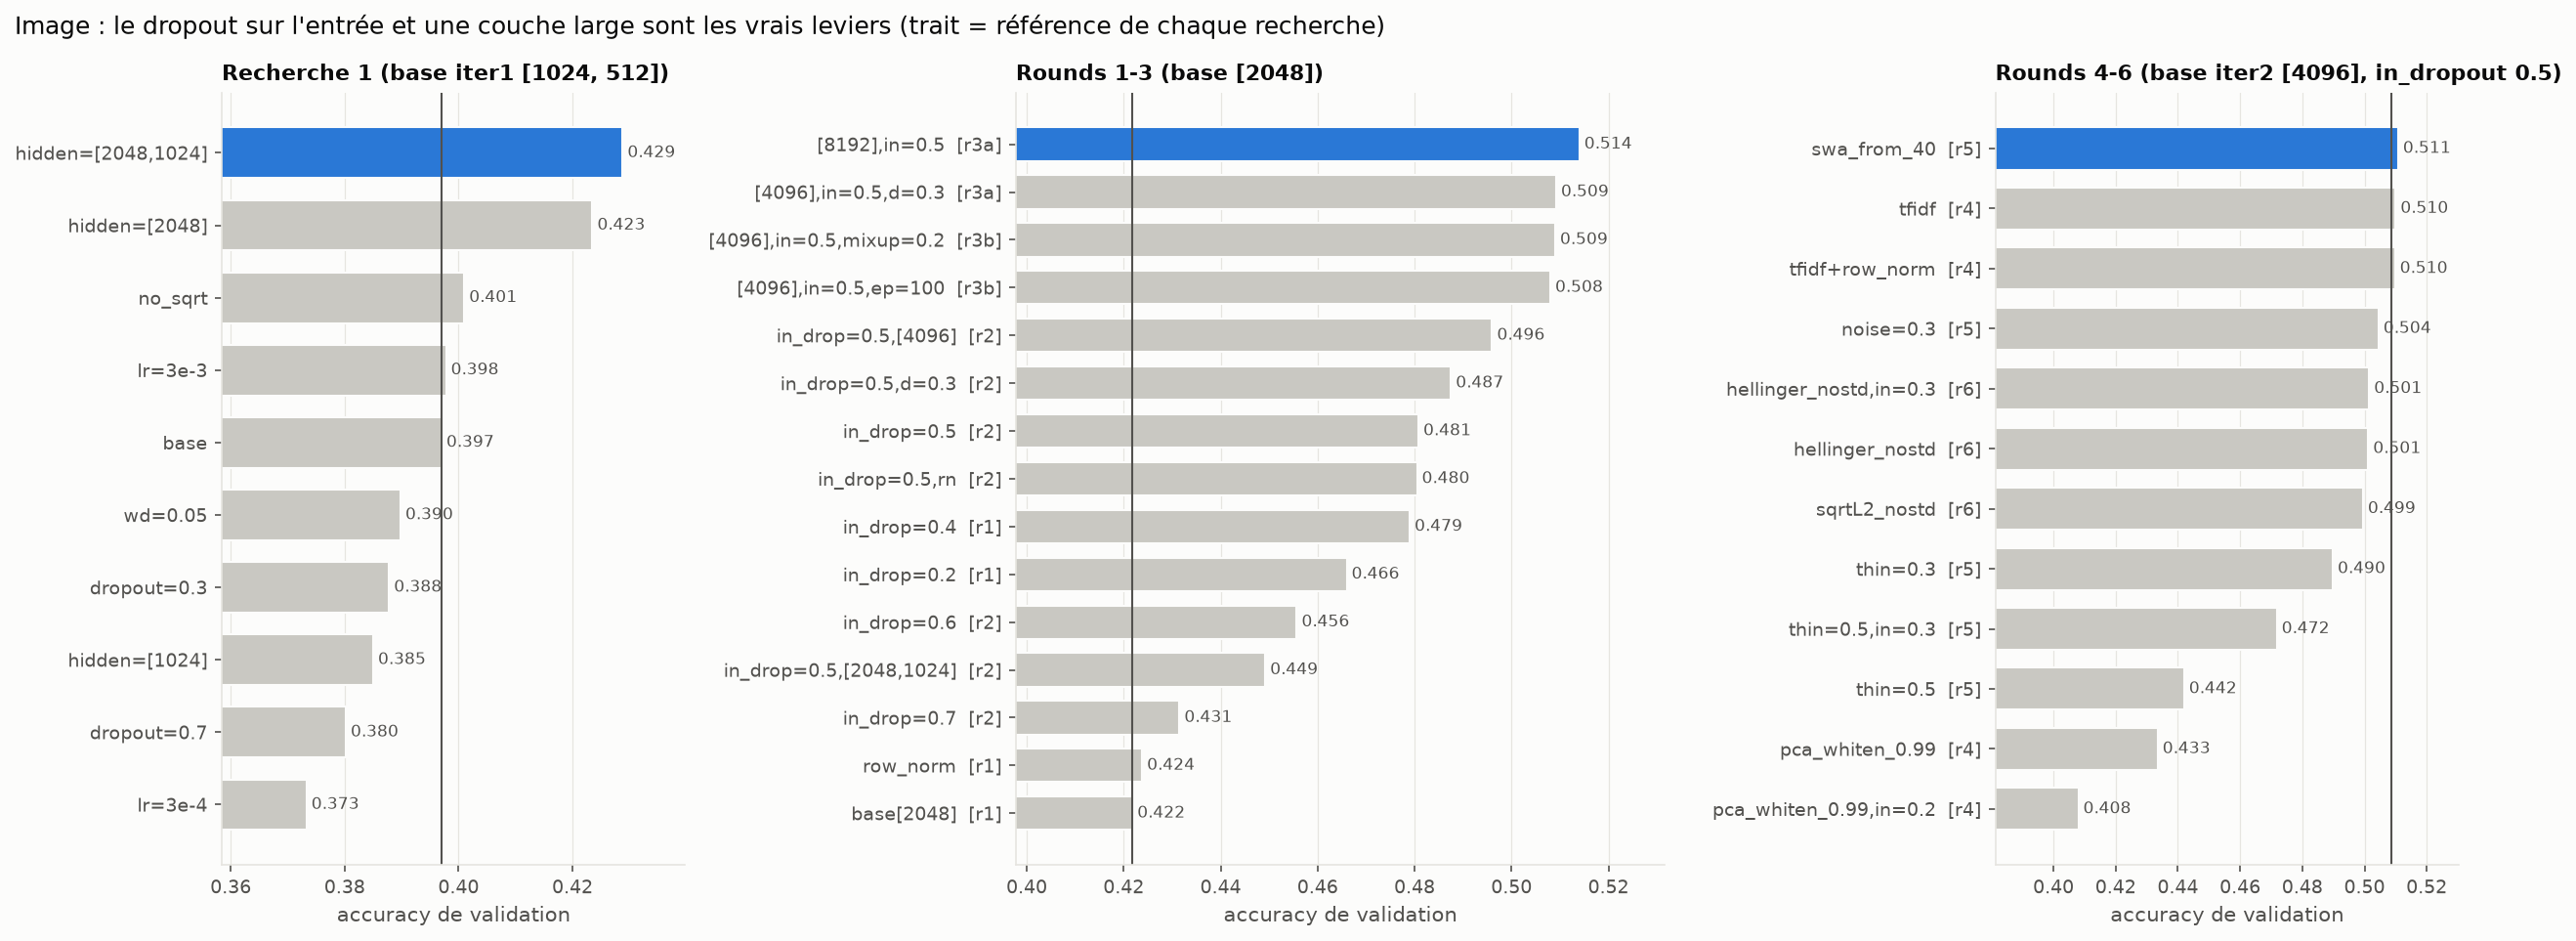 Image : le dropout sur l'entrée et une couche large sont les vrais leviers (trait = référence de chaque recherche)
Recherche 1 (base iter1 [1024, 512])
hidden=[2048,1024] 0.429
hidden=[2048] 0.423
no_sqrt 0.401
lr=3e-3 0.398
base 0.397
wd=0.05 0.390
dropout=0.3 0.388
hidden=[1024] 0.385
dropout=0.7 0.380
lr=3e-4 0.373
0.36 0.38 0.40 0.42
accuracy de validation
Rounds 1-3 (base [2048])
[8192],in=0.5 [r3a] 0.514
[4096],in=0.5,d=0.3 [r3a] 0.509
[4096],in=0.5,mixup=0.2 [r3b] 0.509
[4096],in=0.5,ep=100 [r3b] 0.508
in_drop=0.5,[4096] [r2] 0.496
in_drop=0.5,d=0.3 [r2] 0.487
in_drop=0.5 [r2] 0.481
in_drop=0.5,rn [r2] 0.480
in_drop=0.4 [r1] 0.479
in_drop=0.2 [r1] 0.466
in_drop=0.6 [r2] 0.456
in_drop=0.5,[2048,1024] [r2] 0.449
in_drop=0.7 [r2] 0.431
row_norm [r1] 0.424
base[2048] [r1] 0.422
0.40 0.42 0.44 0.46 0.48 0.50 0.52
accuracy de validation
Rounds 4-6 (base iter2 [4096], in_dropout 0.5)
swa_from_40 [r5] 0.511
tfidf [r4] 0.510
tfidf+row_norm [r4] 0.510
noise=0.3 [r5] 0.504
hellinger_nostd,in=0.3 [r6] 0.501
hellinger_nostd [r6] 0.501
sqrtL2_nostd [r6] 0.499
thin=0.3 [r5] 0.490
thin=0.5,in=0.3 [r5] 0.472
thin=0.5 [r5] 0.442
pca_whiten_0.99 [r4] 0.433
pca_whiten_0.99,in=0.2 [r4] 0.408
0.40 0.42 0.44 0.46 0.48 0.50 0.52
accuracy de validation